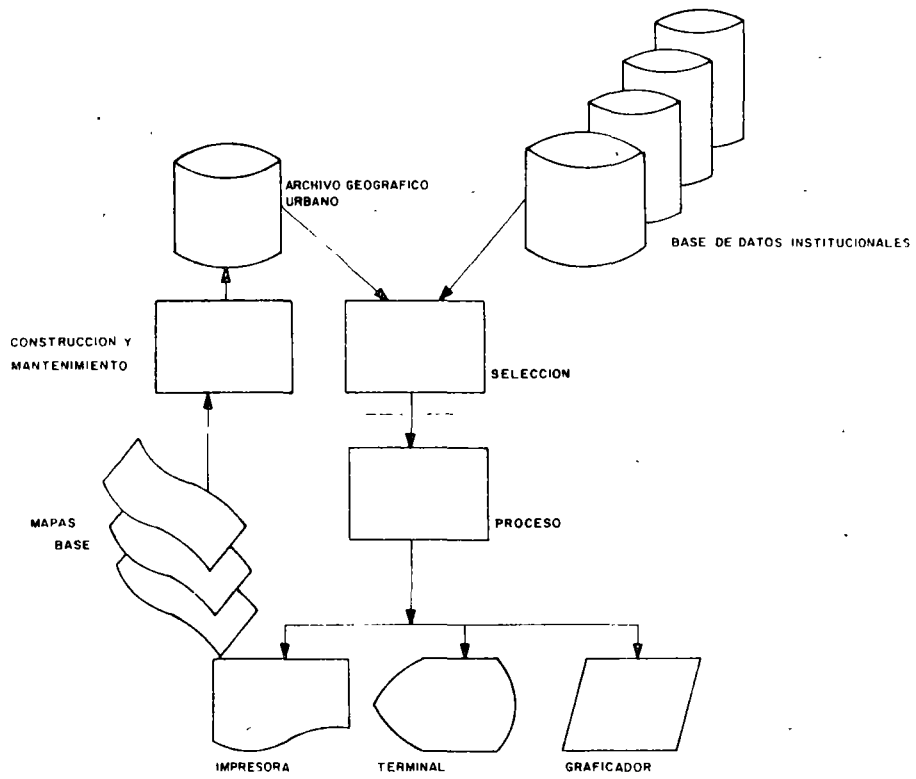 ARCHIVO GEOGRAFICO
URBANO
BASE DE DATOS INSTITUCIONALES
CONSTRUCCION Y
MANTENIMIENTO
SELECCION
MAPAS
BASE
PROCESO
IMPRESORA
TERMINAL
GRAFICADOR